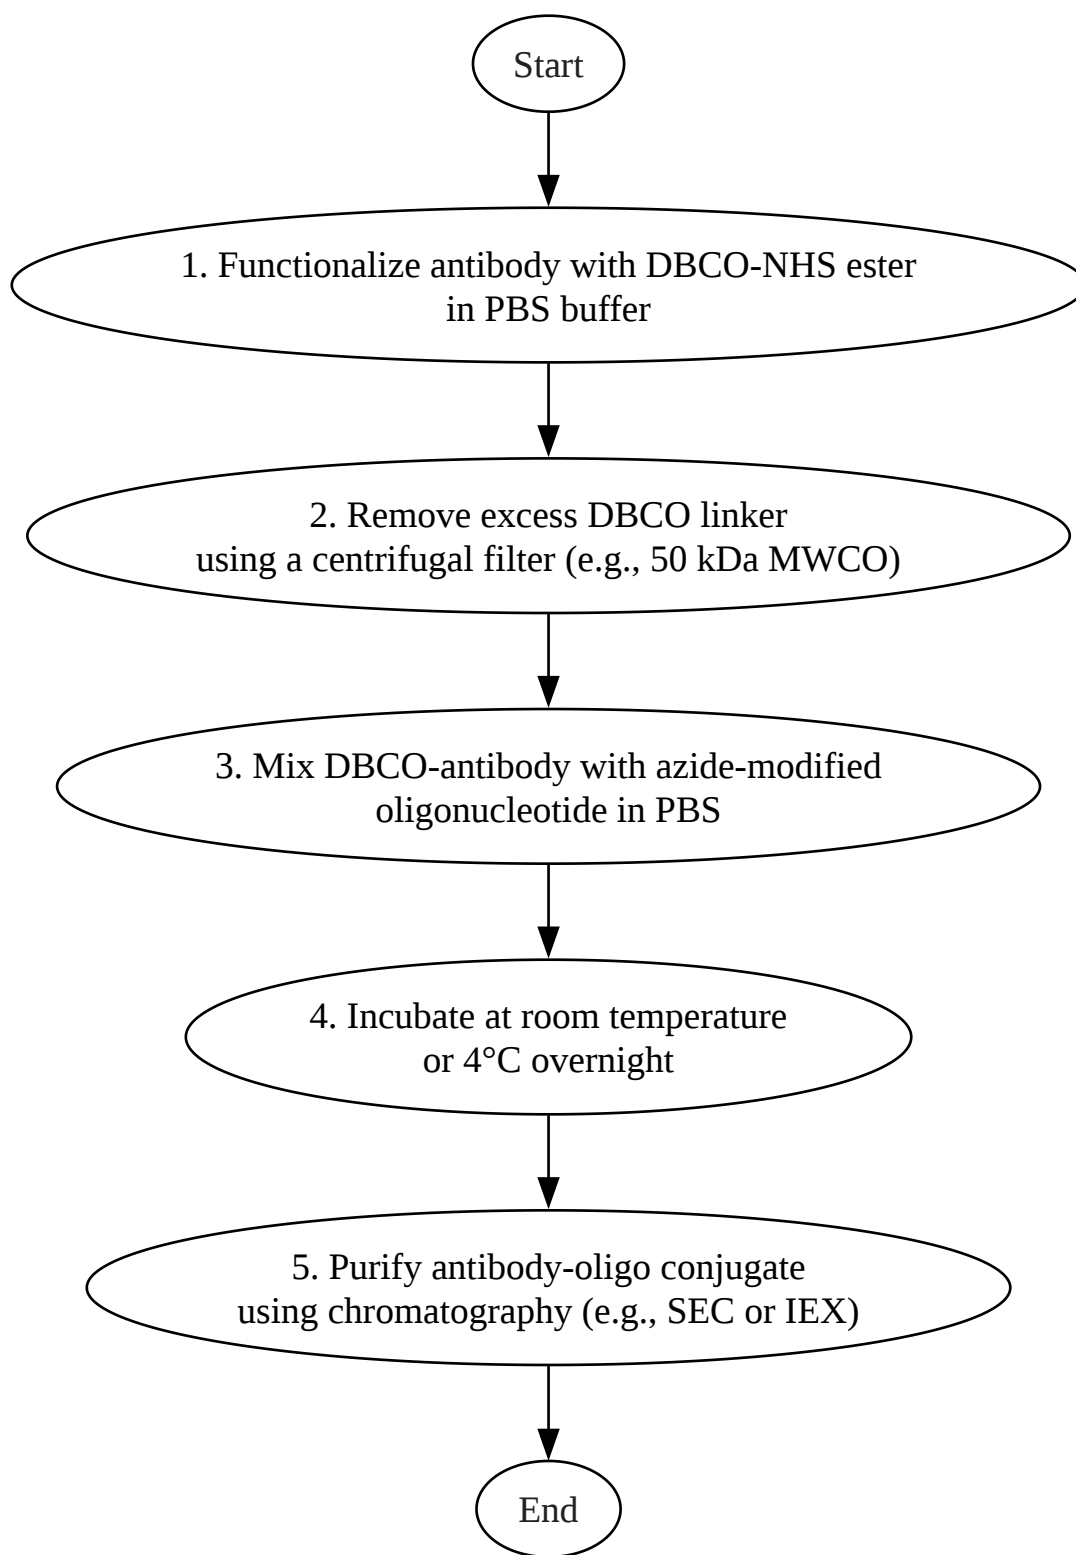 Start
1. Functionalize antibody with DBCO-NHS ester
in PBS buffer
2. Remove excess DBCO linker
using a centrifugal filter (e.g., 50 kDa MWCO)
3. Mix DBCO-antibody with azide-modified
oligonucleotide in PBS
4. Incubate at room temperature
or 4°C overnight
5. Purify antibody-oligo conjugate
using chromatography (e.g., SEC or IEX)
End